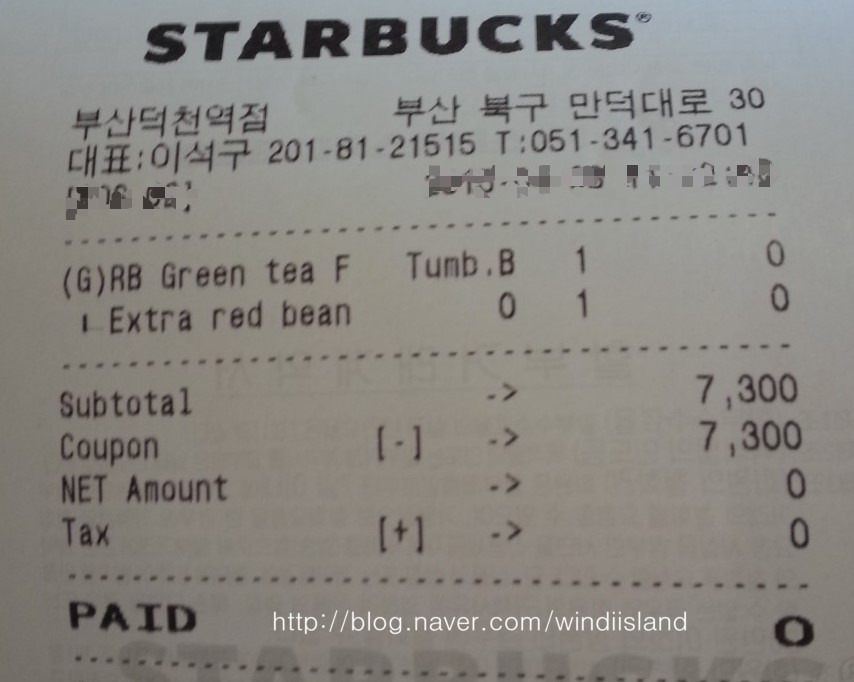 STARBUCKS®
부산덕천역점 부산 북구 만덕대로 30
대표:이석구 201-81-21515 T:051-341-6701
(G)RB Green tea F Tumb.B 1 0
Extra red bean 0 1 0
Subtotal -> 7,300
Coupon [-] -> 7,300
NET Amount -> 0
Tax [+] -> 0
PAID 0
http://blog.naver.com/windiisland
STARBUCKS